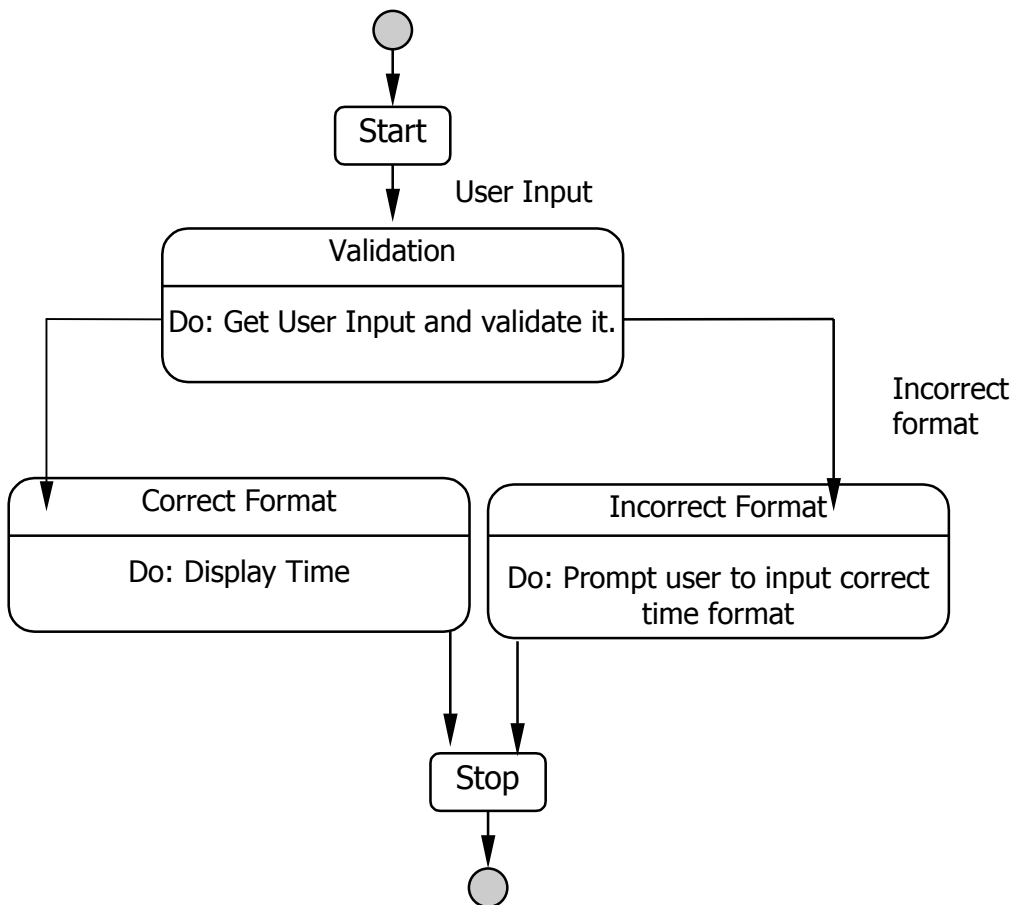 Start
User Input
Validation
Do: Get User Input and validate it.
Incorrect
format
Correct Format
Do: Display Time
Incorrect Format
Do: Prompt user to input correct
time format
Stop